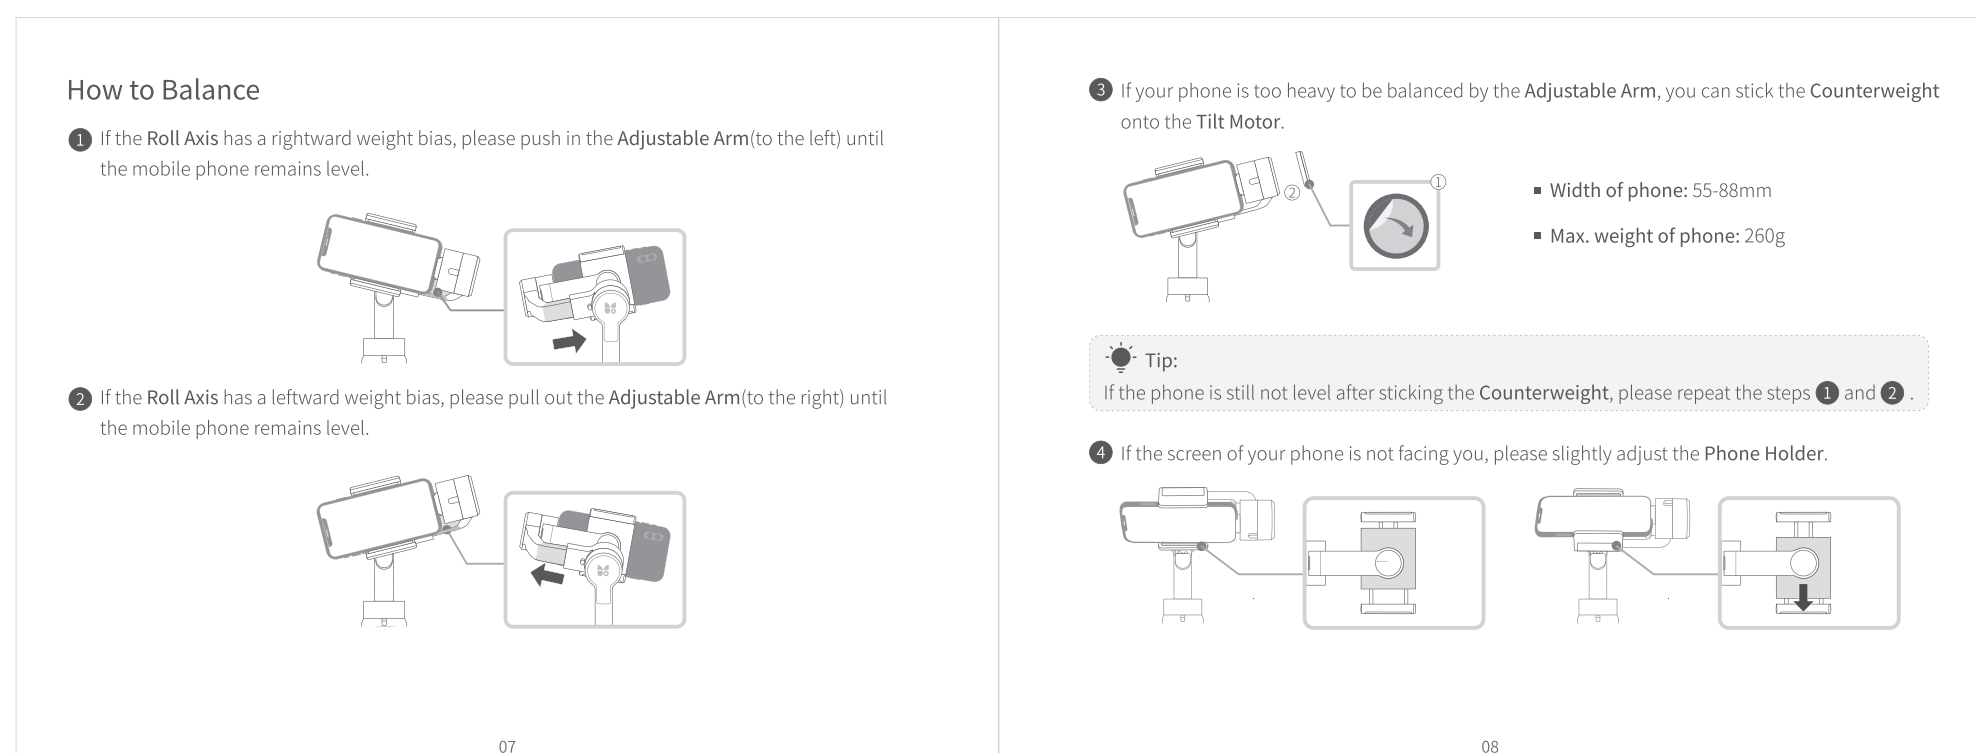 How to Balance
1 If the Roll Axis has a rightward weight bias, please push in the Adjustable Arm(to the left) until
the mobile phone remains level.
2 If the Roll Axis has a leftward weight bias, please pull out the Adjustable Arm(to the right) until
the mobile phone remains level.
07
3 If your phone is too heavy to be balanced by the Adjustable Arm, you can stick the Counterweight
onto the Tilt Motor.
①
②
▪ Width of phone: 55-88mm
▪ Max. weight of phone: 260g
Tip:
If the phone is still not level after sticking the Counterweight, please repeat the steps 1 and 2 .
4 If the screen of your phone is not facing you, please slightly adjust the Phone Holder.
08